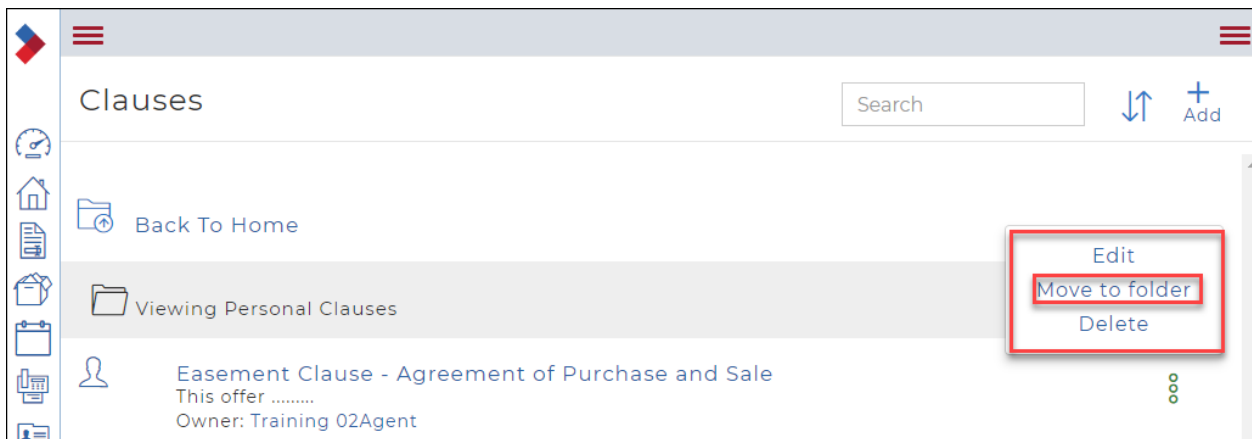 Clauses
Search
Add
Back To Home
Edit
Move to folder
Delete
Viewing Personal Clauses
Easement Clause - Agreement of Purchase and Sale
This offer .........
Owner: Training 02Agent